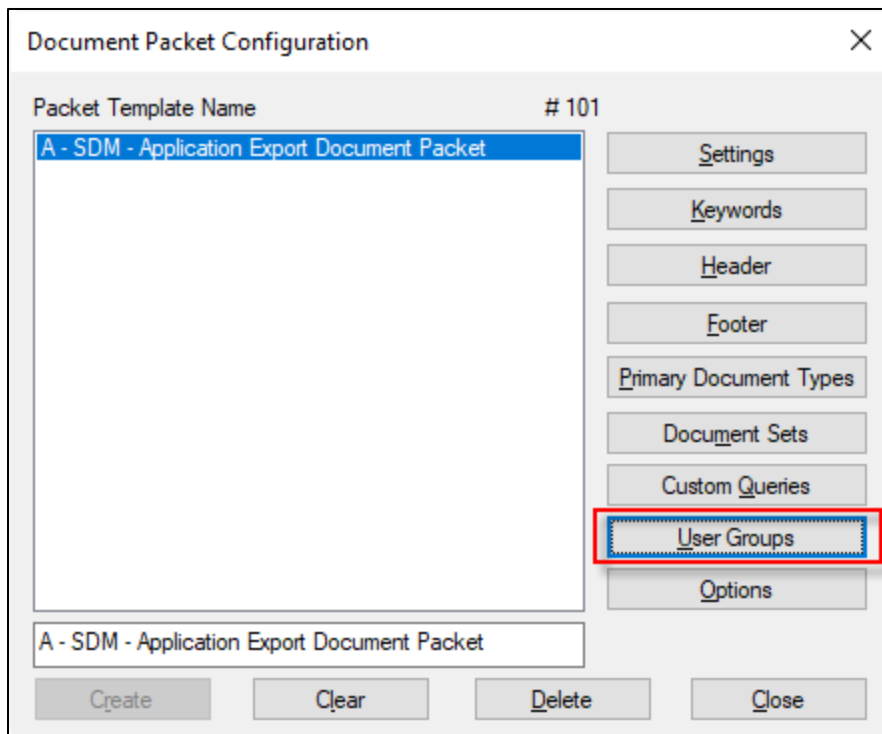 Document Packet Configuration
Packet Template Name # 101
A - SDM - Application Export Document Packet
Settings
Keywords
Header
Footer
Primary Document Types
Document Sets
Custom Queries
User Groups
Options
A - SDM - Application Export Document Packet
Create Clear Delete Close